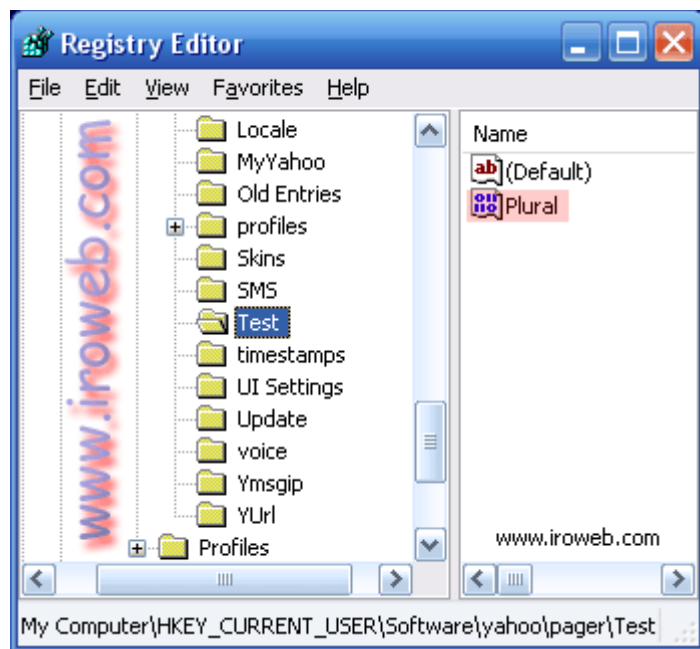 Registry Editor
File Edit View Favorites Help
www.iroweb.com
Locale
MyYahoo
Old Entries
profiles
Skins
SMS
Test
timestamps
UI Settings
Update
voice
Ymsgip
YUrl
Profiles
Name
(Default)
Plural
www.iroweb.com
My Computer\HKEY_CURRENT_USER\Software\yahoo\pager\Test